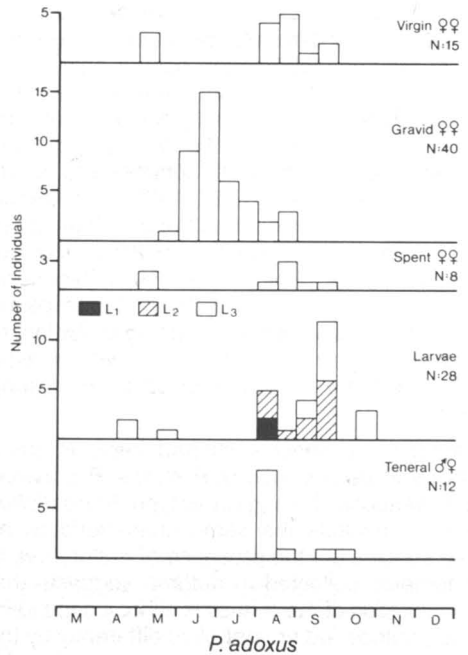 5
Virgin ♀♀
N:15
15
10
5
Gravid ♀♀
N:40
3
Spent ♀♀
N:8
Number of Individuals
L1 L2 L3
10
5
Larvae
N:28
Teneral ♂♀
N:12
5
M A M J J A S O N D
P. adoxus